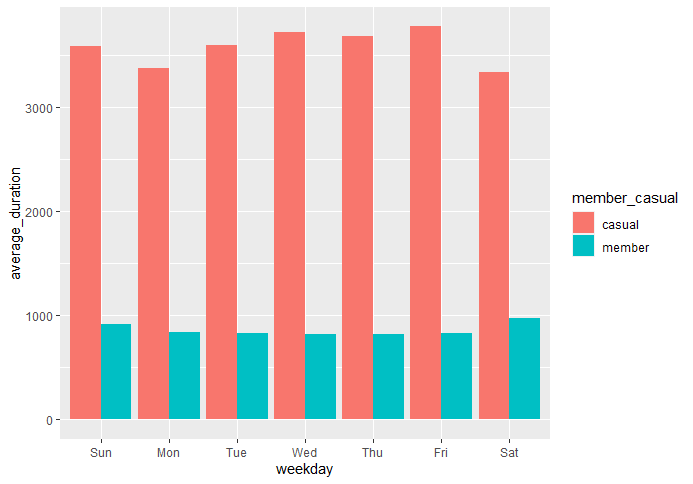 average_duration
3000
2000
1000
0
Sun Mon Tue Wed Thu Fri Sat
weekday
member_casual
casual
member